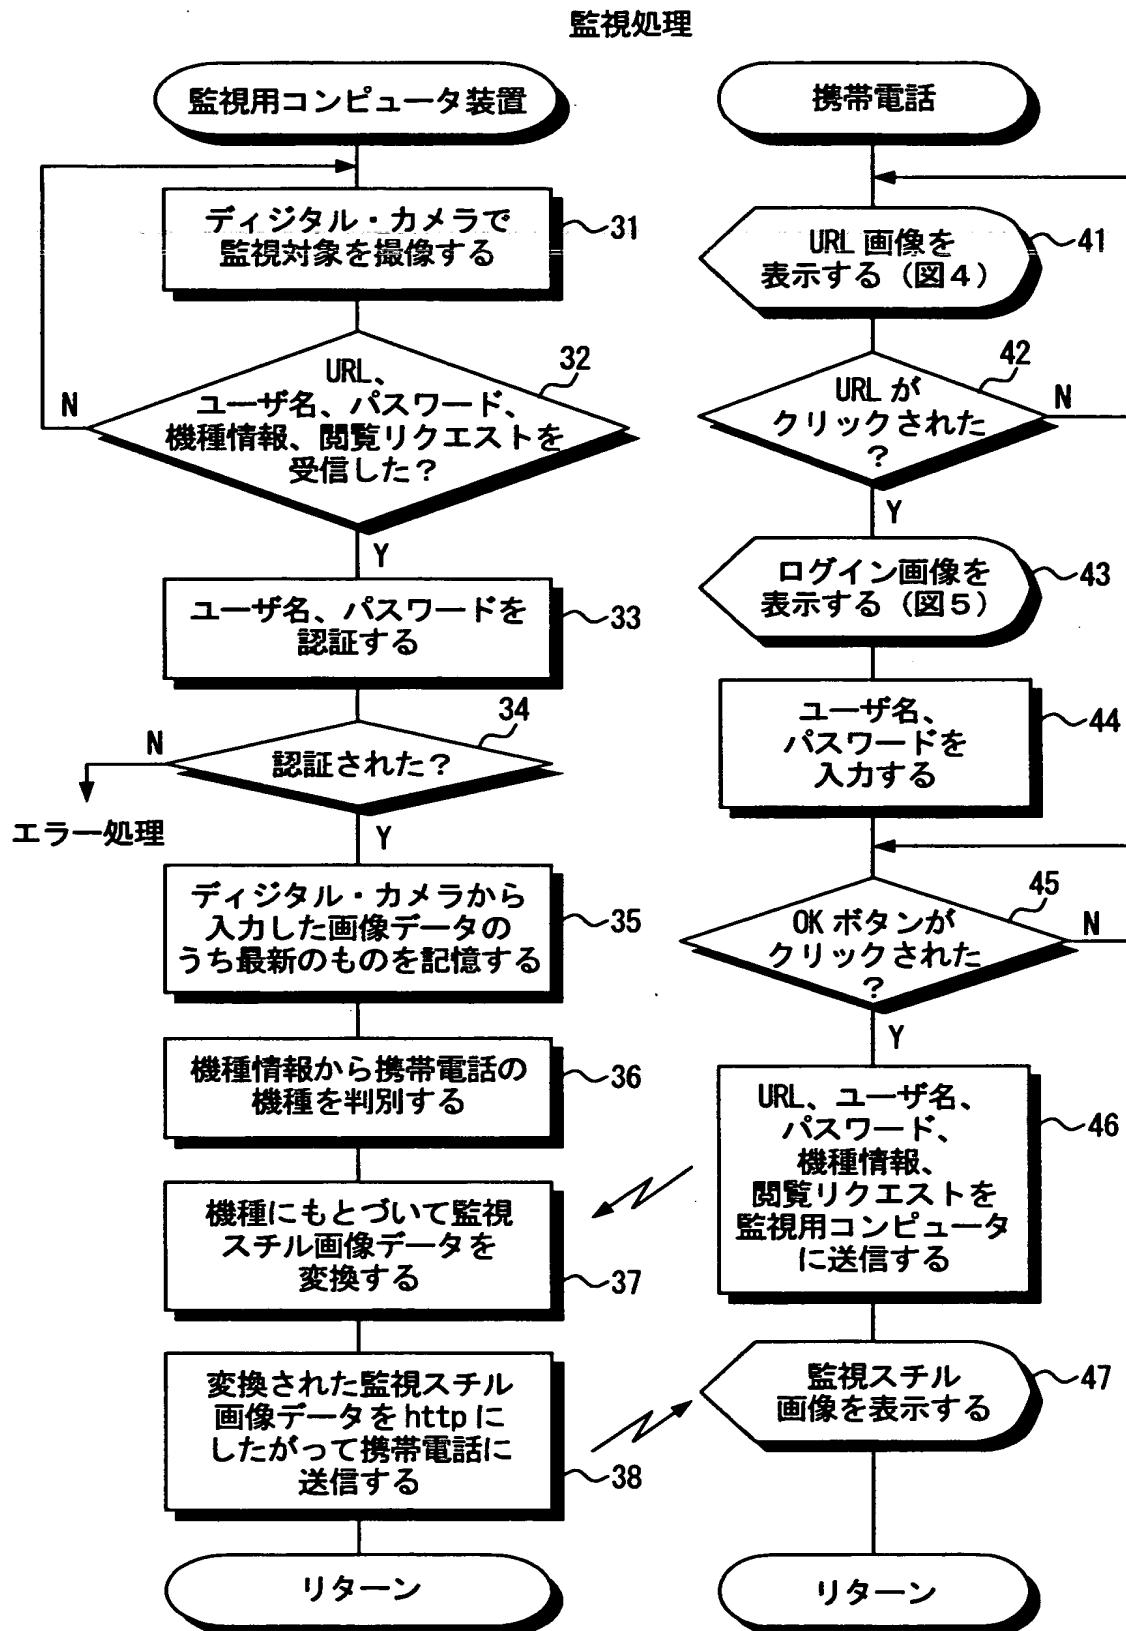 監視処理
監視用コンピュータ装置
ディジタル・カメラで
監視対象を撮像する
31
URL、
ユーザ名、パスワード、
機種情報、閲覧リクエストを
受信した？
32
N
Y
ユーザ名、パスワードを
認証する
33
認証された？
34
N
エラー処理
Y
ディジタル・カメラから
入力した画像データの
うち最新のものを記憶する
35
機種情報から携帯電話の
機種を判別する
36
機種にもとづいて監視
スチル画像データを
変換する
37
変換された監視スチル
画像データをhttpに
したがって携帯電話に
送信する
38
リターン
携帯電話
URL画像を
表示する（図4）
41
URLが
クリックされた
？
42
N
Y
ログイン画像を
表示する（図5）
43
ユーザ名、
パスワードを
入力する
44
OKボタンが
クリックされた
？
45
N
Y
URL、ユーザ名、
パスワード、
機種情報、
閲覧リクエストを
監視用コンピュータ
に送信する
46
監視スチル
画像を表示する
47
リターン